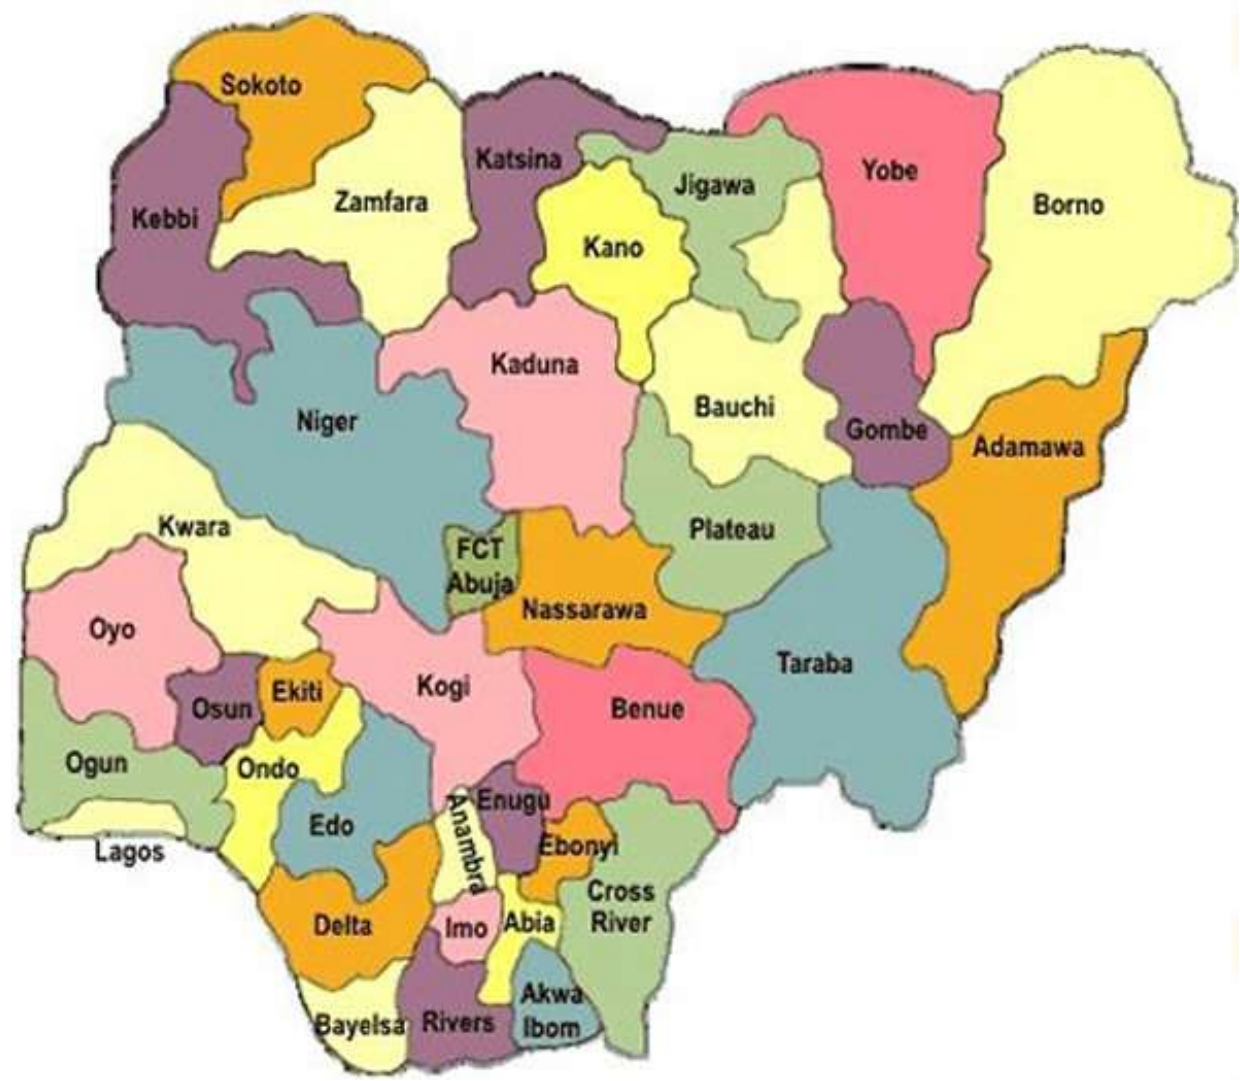 Sokoto
Katsina
Jigawa
Yobe
Zamfara
Borno
Kebbi
Kano
Kaduna
Bauchi
Niger
Gombe
Adamawa
Kwara
Plateau
FCT
Abuja
Nassarawa
Oyo
Taraba
Kogi
Ekiti
Osun
Benue
Ogun
Ondo
Enugu
Anambra
Edo
Ebonyi
Lagos
Cross
River
Delta
Imo
Abia
Akwa
Ibom
Bayelsa
Rivers